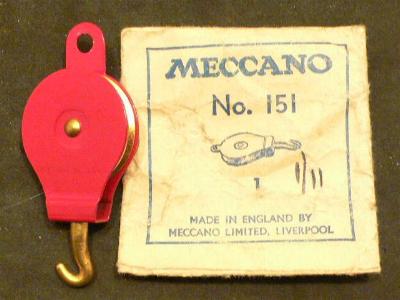 MECCANO
No. 151
1
1/11
MADE IN ENGLAND BY
MECCANO LIMITED, LIVERPOOL